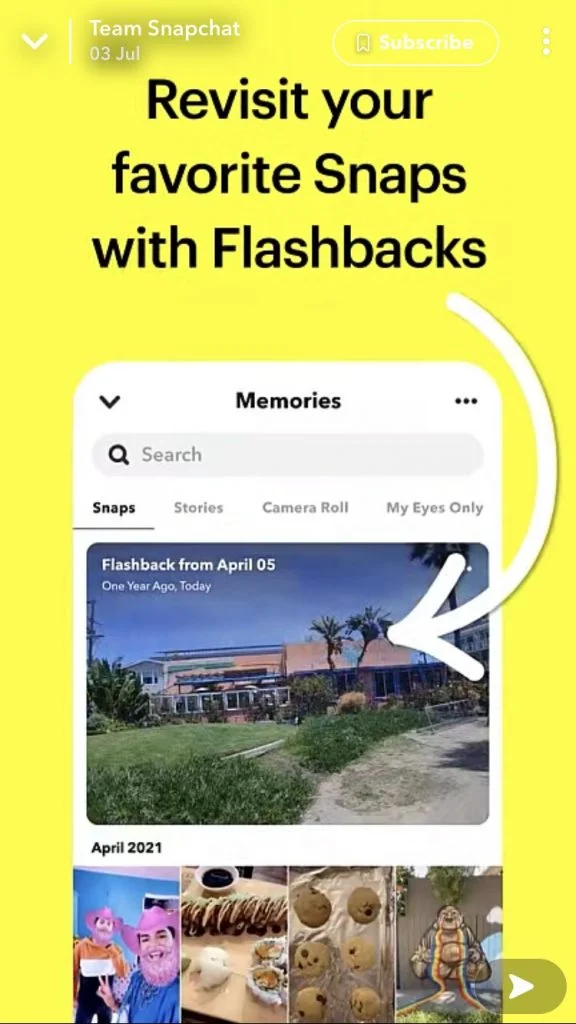 Team Snapchat
03 Jul
Subscribe
Revisit your
favorite Snaps
with Flashbacks
Memories
Search
Snaps Stories Camera Roll My Eyes Only
Flashback from April 05
One Year Ago, Today
April 2021